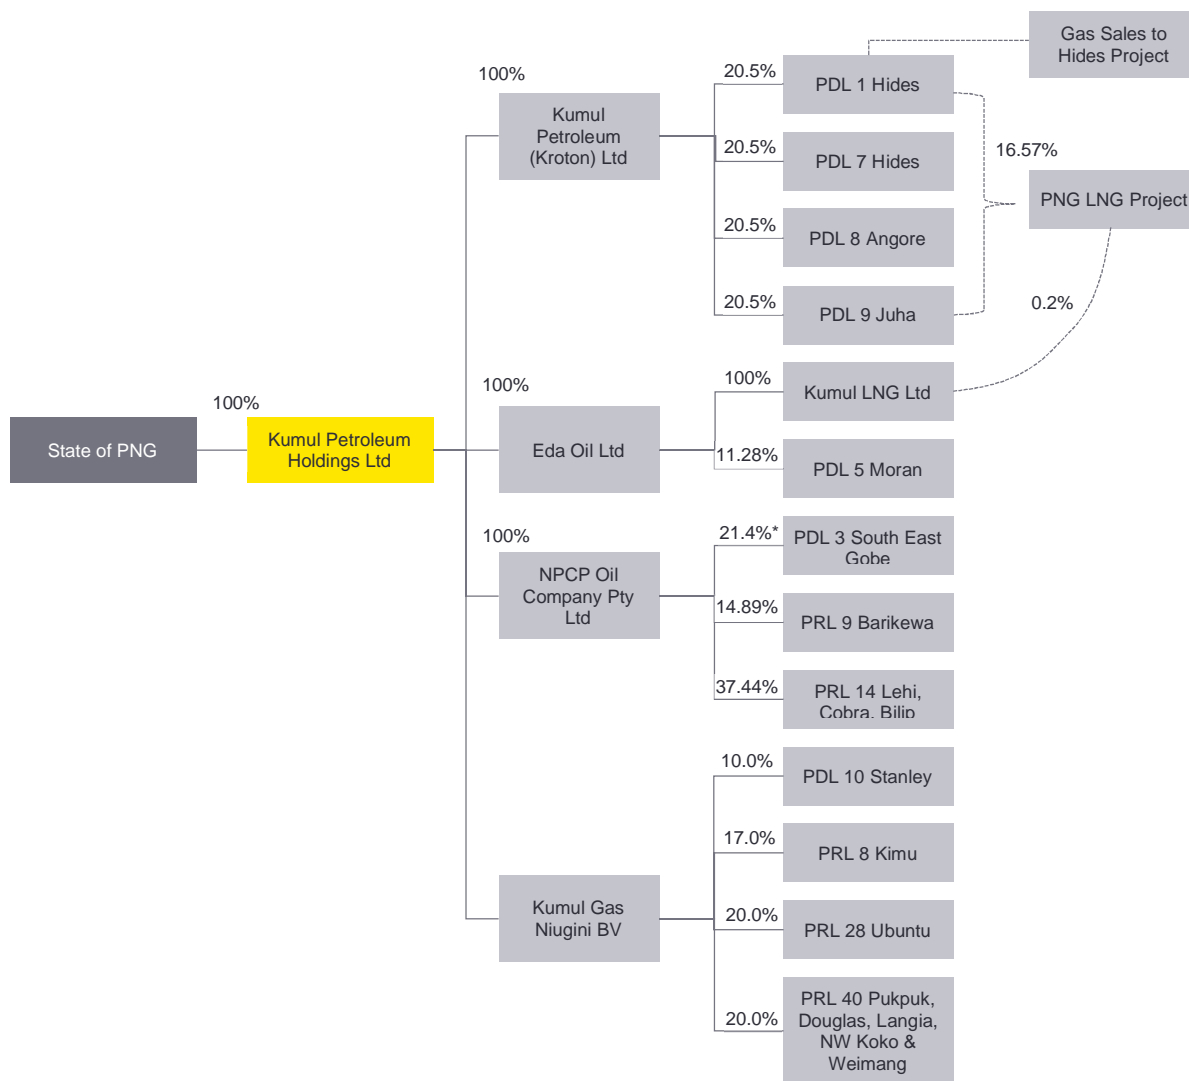 Gas Sales to
Hides Project
100%
20.5%
PDL 1 Hides
Kumul
Petroleum
(Kroton) Ltd
20.5%
PDL 7 Hides
16.57%
PNG LNG Project
20.5%
PDL 8 Angore
20.5%
PDL 9 Juha
0.2%
100%
100%
Kumul LNG Ltd
100%
State of PNG
Kumul Petroleum
Holdings Ltd
Eda Oil Ltd
11.28%
PDL 5 Moran
100%
21.4%*
PDL 3 South East
Gobe
NPCP Oil
Company Pty
Ltd
14.89%
PRL 9 Barikewa
37.44%
PRL 14 Lehi,
Cobra, Bilip
10.0%
PDL 10 Stanley
17.0%
PRL 8 Kimu
Kumul Gas
Niugini BV
20.0%
PRL 28 Ubuntu
20.0%
PRL 40 Pukpuk,
Douglas, Langia,
NW Koko &
Weimang